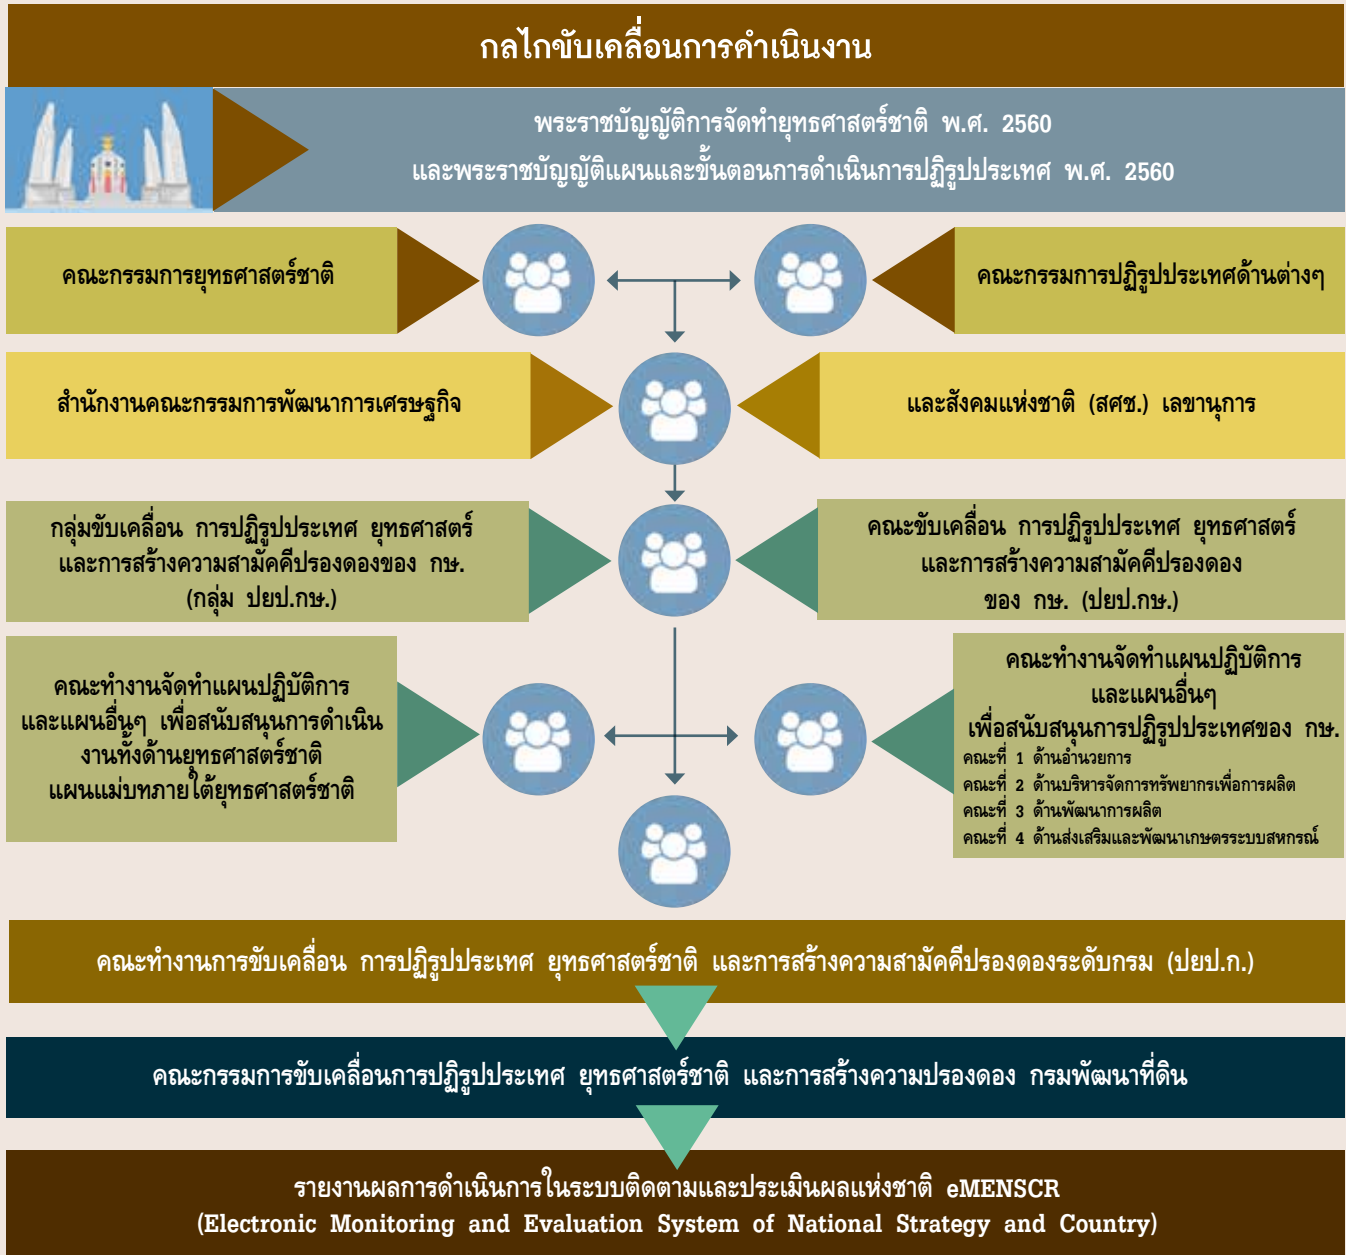 กลไกขับเคลื่อนการดำเนินงาน
พระราชบัญญัติการจัดทำยุทธศาสตร์ชาติ พ.ศ. 2560
และพระราชบัญญัติแผนและขั้นตอนการดำเนินการปฏิรูปประเทศ พ.ศ. 2560
คณะกรรมการยุทธศาสตร์ชาติ
คณะกรรมการปฏิรูปประเทศด้านต่างๆ
สำนักงานคณะกรรมการพัฒนาการเศรษฐกิจ
และสังคมแห่งชาติ (สศช.) เลขานุการ
กลุ่มขับเคลื่อน การปฏิรูปประเทศ ยุทธศาสตร์
และการสร้างความสามัคคีปรองดองของ กษ.
(กลุ่ม ปยป.กษ.)
คณะขับเคลื่อน การปฏิรูปประเทศ ยุทธศาสตร์
และการสร้างความสามัคคีปรองดอง
ของ กษ. (ปยป.กษ.)
คณะทำงานจัดทำแผนปฏิบัติการ
และแผนอื่นๆ เพื่อสนับสนุนการดำเนิน
งานทั้งด้านยุทธศาสตร์ชาติ
แผนแม่บทภายใต้ยุทธศาสตร์ชาติ
คณะทำงานจัดทำแผนปฏิบัติการ
และแผนอื่นๆ
เพื่อสนับสนุนการปฏิรูปประเทศของ กษ.
คณะที่ 1 ด้านอำนวยการ
คณะที่ 2 ด้านบริหารจัดการทรัพยากรเพื่อการผลิต
คณะที่ 3 ด้านพัฒนาการผลิต
คณะที่ 4 ด้านส่งเสริมและพัฒนาเกษตรระบบสหกรณ์
คณะทำงานการขับเคลื่อน การปฏิรูปประเทศ ยุทธศาสตร์ชาติ และการสร้างความสามัคคีปรองดองระดับกรม (ปยป.ก.)
คณะกรรมการขับเคลื่อนการปฏิรูปประเทศ ยุทธศาสตร์ชาติ และการสร้างความปรองดอง กรมพัฒนาที่ดิน
รายงานผลการดำเนินการในระบบติดตามและประเมินผลแห่งชาติ eMENSCR
(Electronic Monitoring and Evaluation System of National Strategy and Country)